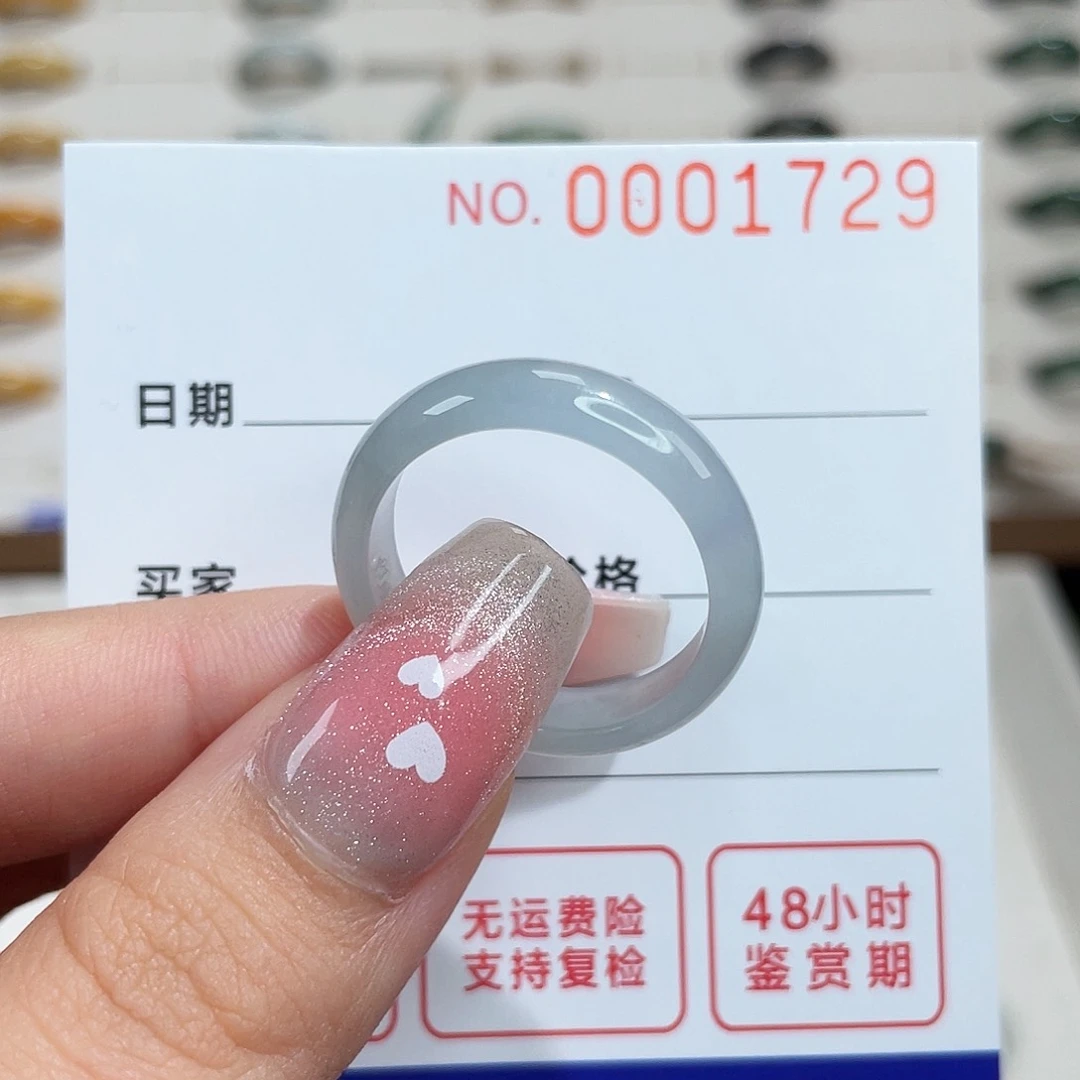 NO. 0001729
日期
买家 价格
无运费险
支持复检
48小时
鉴赏期